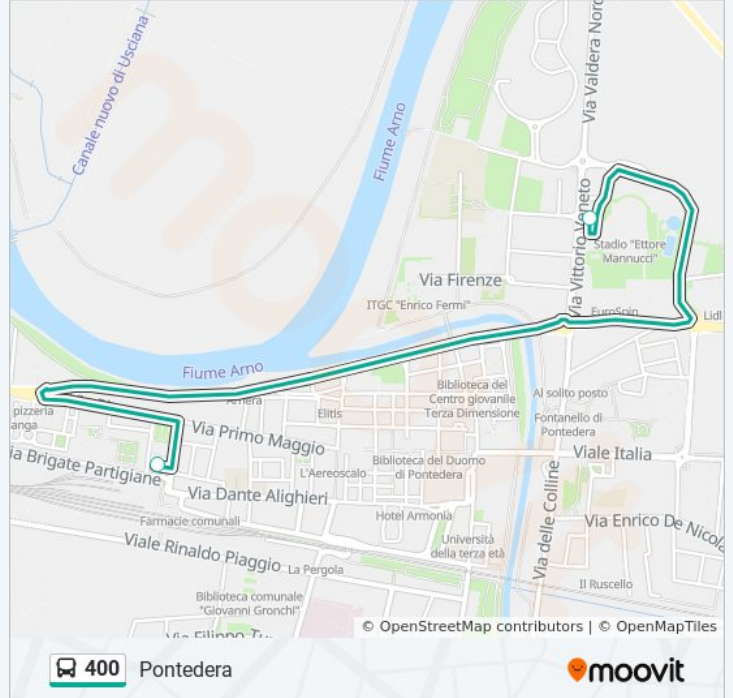 Canale nuovo di Usciana
Fiume Arno
Via Valdera Nord
Via Vittorio Veneto
Stadio "Ettore
Mannucci"
Via Firenze
ITGC "Enrico Fermi"
EuroSpin
Lidl
Fiume Arno
pizzeria
anga
Arnera
Elitis
Biblioteca del
Centro giovanile
Terza Dimensione
Al solito posto
Fontanello di
Pontedera
Via Primo Maggio
ia Brigate Partigiane
Via Dante Alighieri
L'Aereoscalo
Biblioteca del Duomo
di Pontedera
Viale Italia
Farmacie comunali
Hotel Armonia
Via delle Colline
Via Enrico De Nicola
Viale Rinaldo Piaggio
La Pergola
Università
della terza età
Il Ruscello
Biblioteca comunale
"Giovanni Gronchi"
© OpenStreetMap contributors | © OpenMapTiles
400 Pontedera
moovit